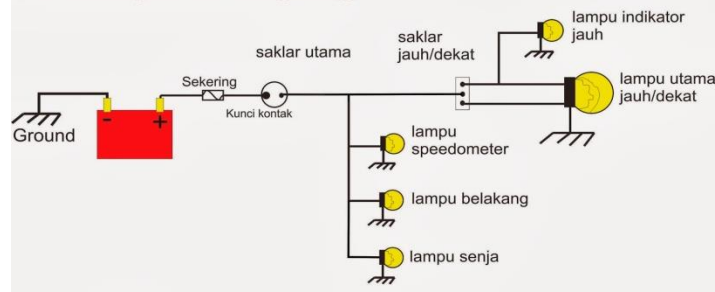 lampu indikator
jauh
saklar
jauh/dekat
saklar utama
lampu utama
jauh/dekat
Sekering
Kunci kontak
Ground
-
+
lampu
speedometer
lampu belakang
lampu senja